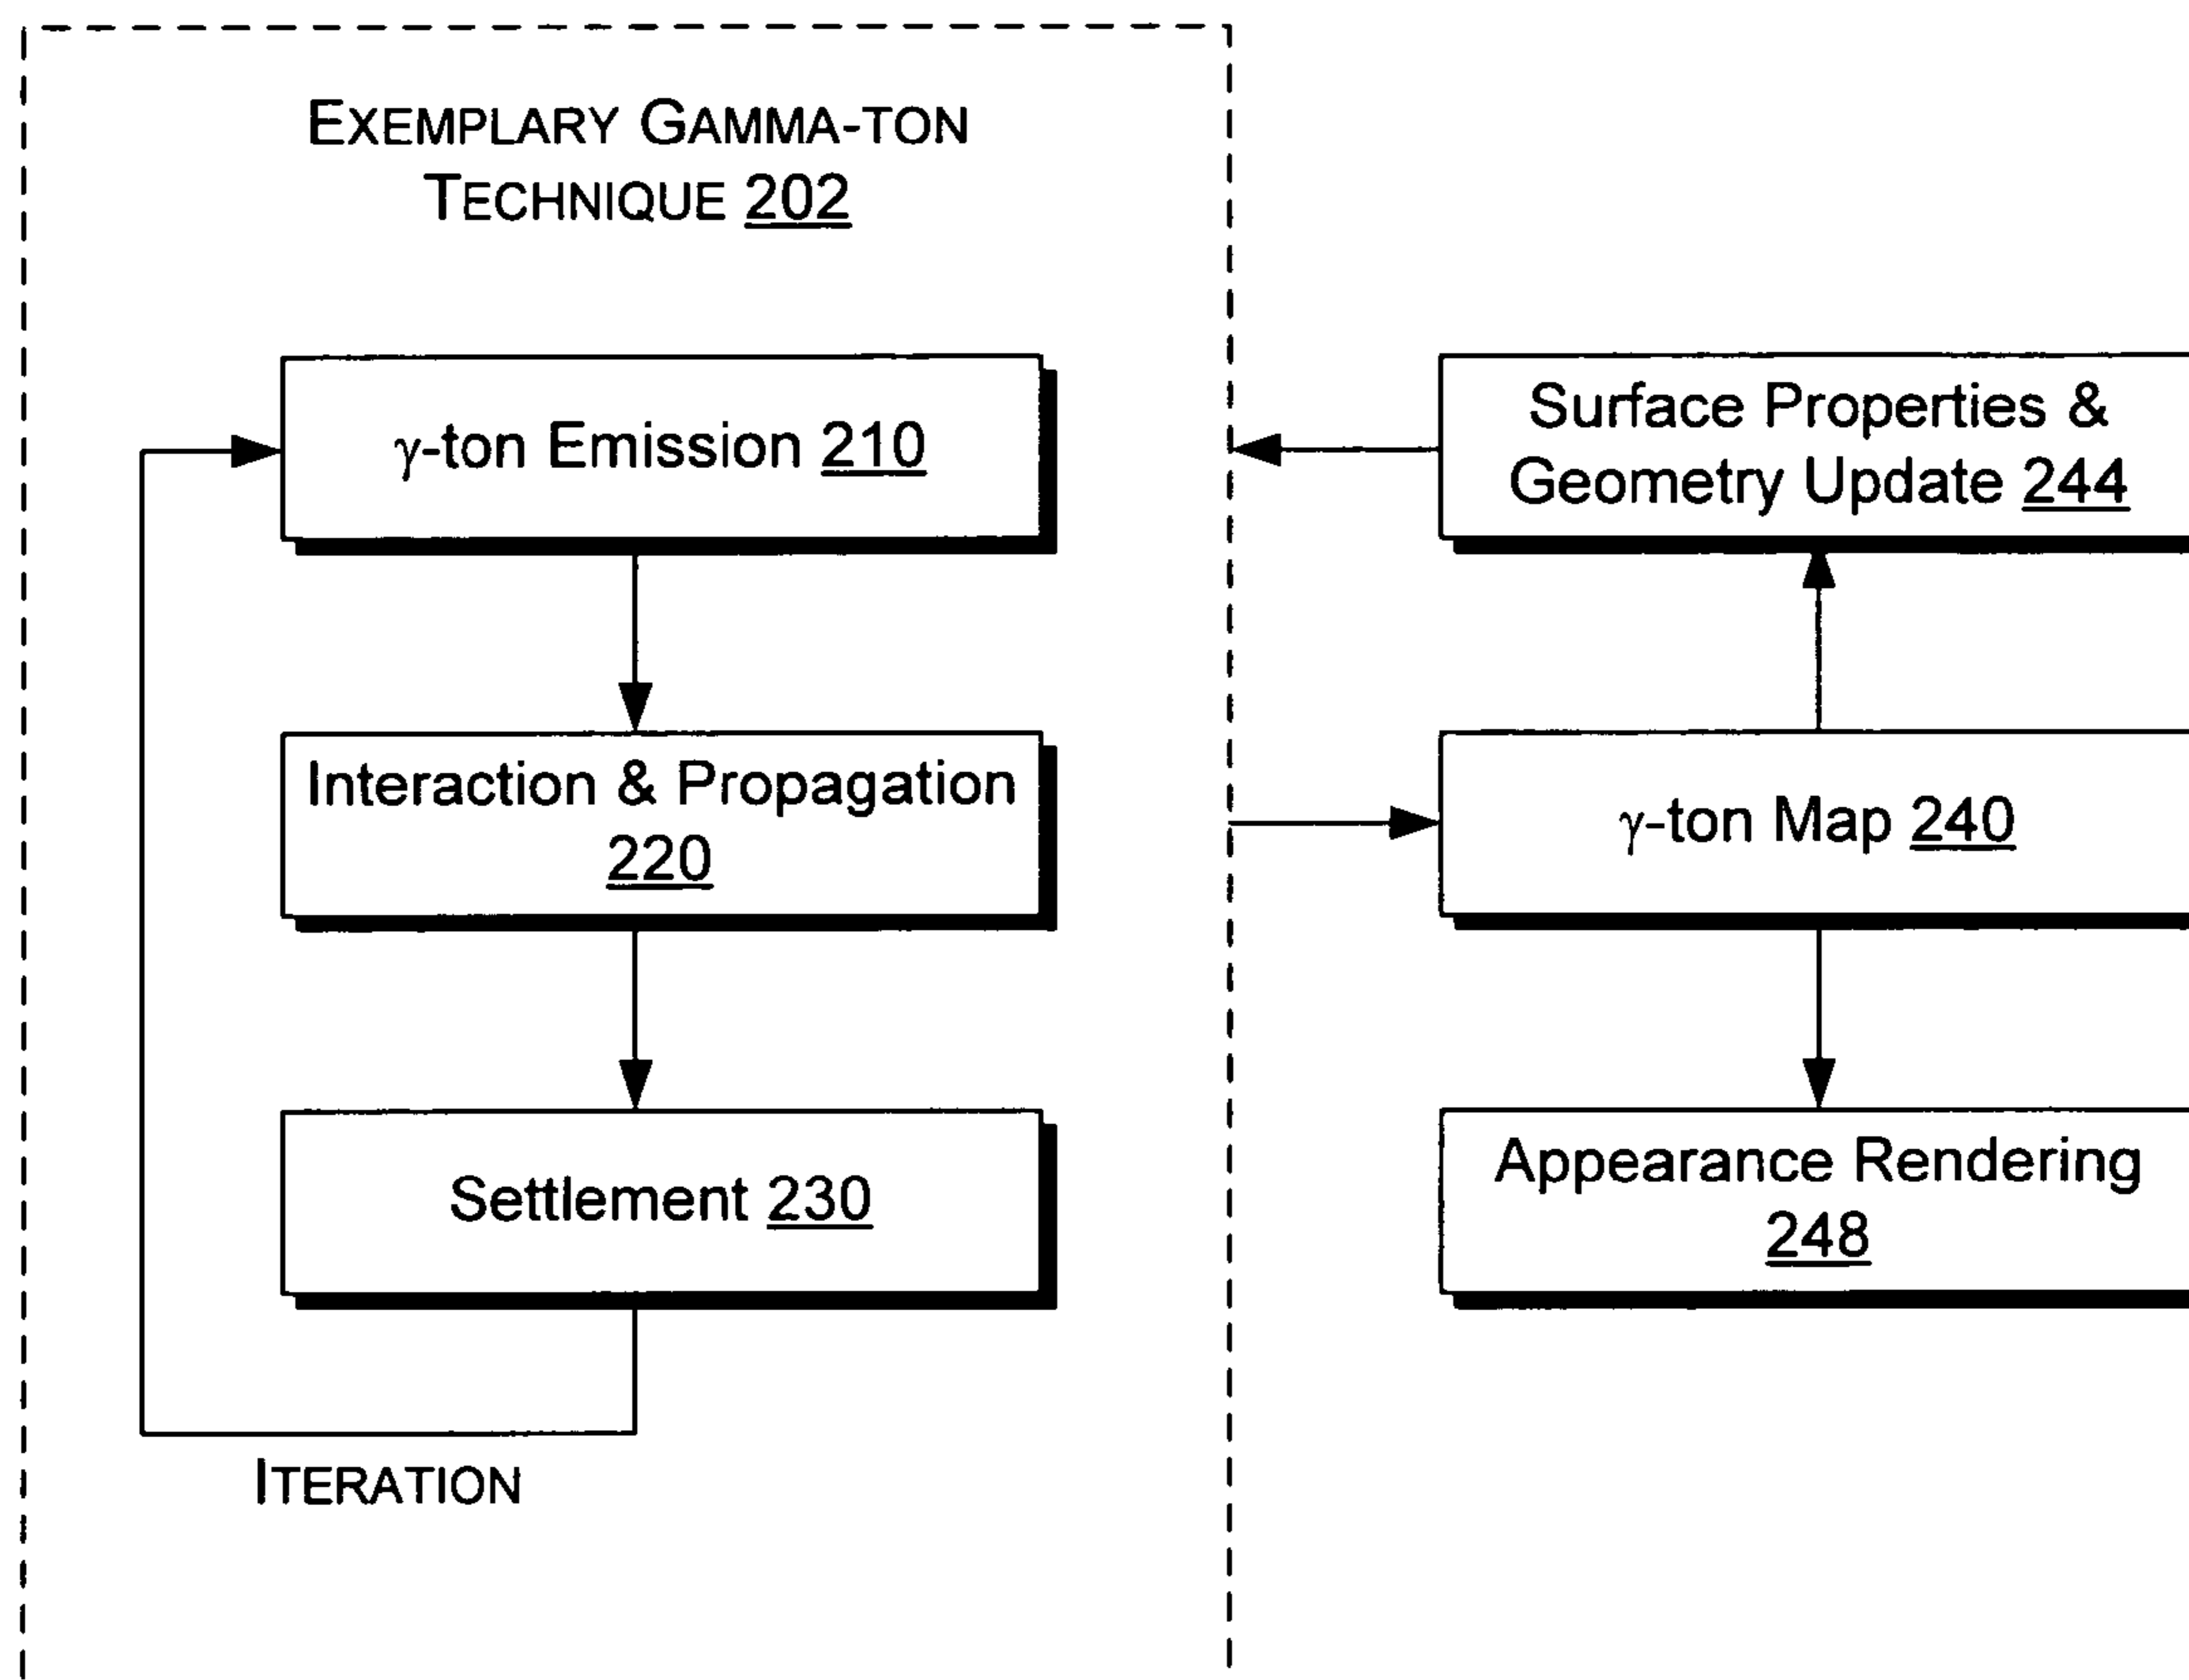 EXEMPLARY GAMMA-TON
TECHNIQUE 202
γ-ton Emission 210
Interaction & Propagation
220
Settlement 230
ITERATION
Surface Properties &
Geometry Update 244
γ-ton Map 240
Appearance Rendering
248